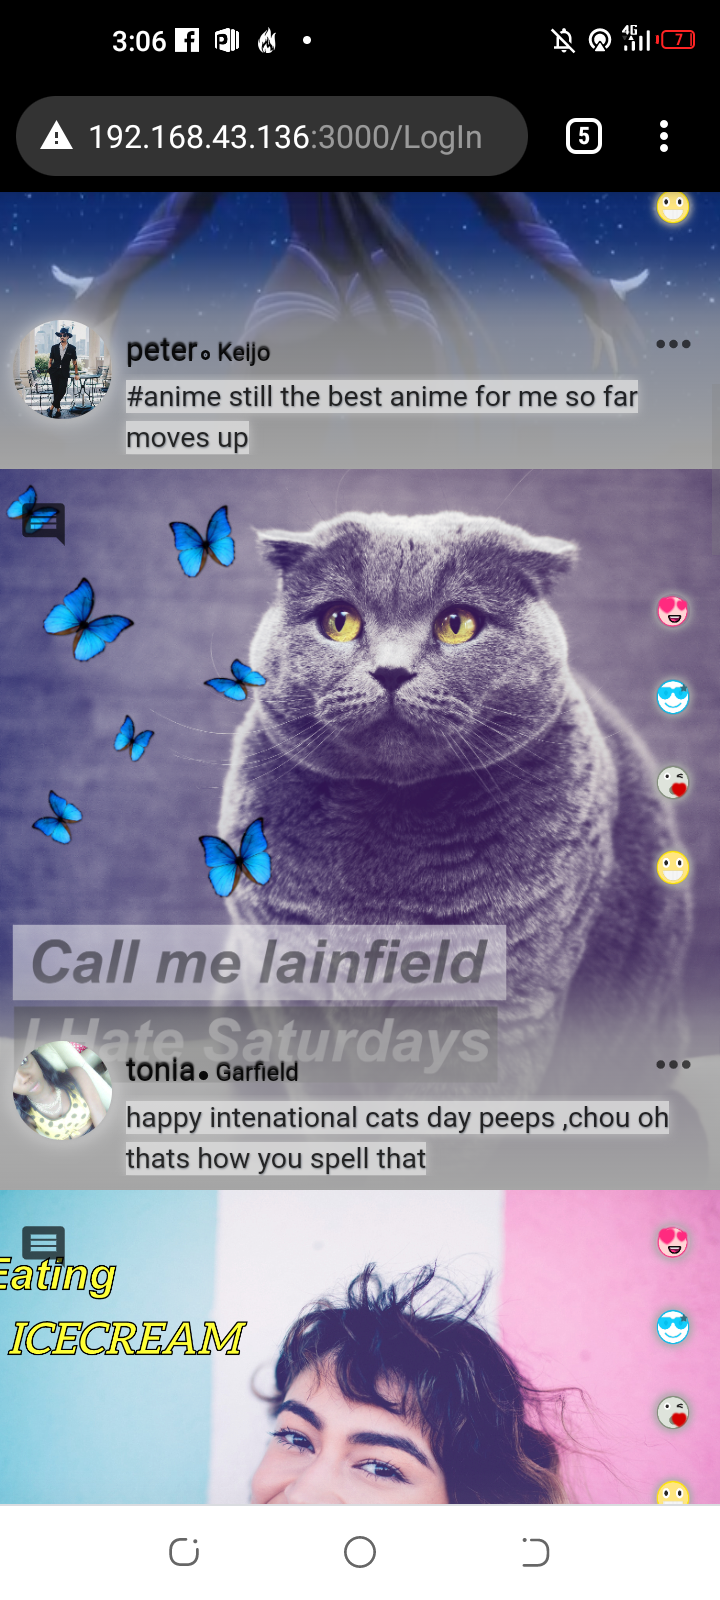 3:06
4G
7
192.168.43.136:3000/LogIn
5
peter Keijo
#anime still the best anime for me so far
moves up
Call me lainfield
I Hate Saturdays
tonia Garfield
happy intenational cats day peeps ,chou oh
thats how you spell that
Eating
ICECREAM